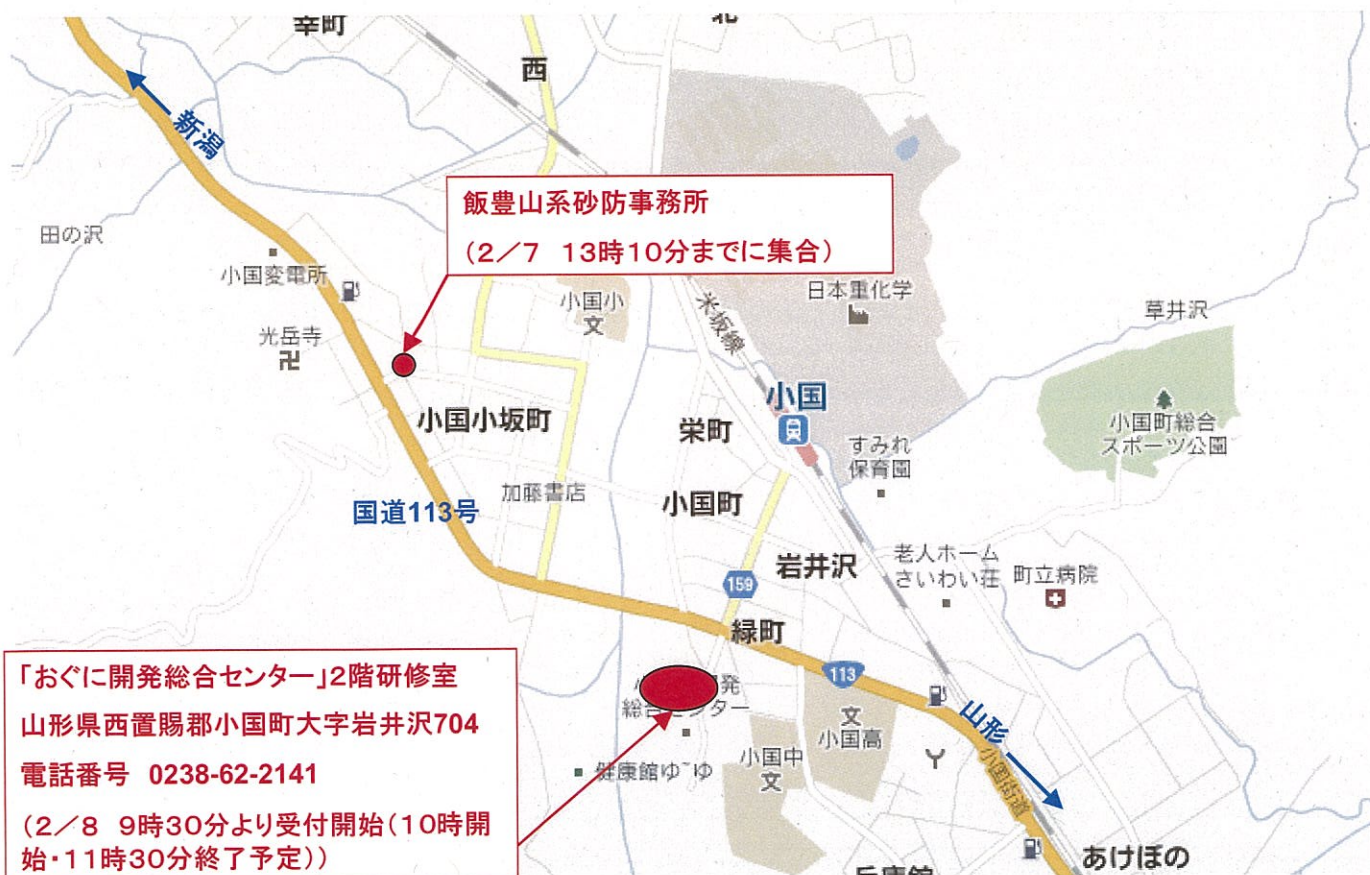 幸町
北
西
新潟
飯豊山系砂防事務所
(2/7 13時10分までに集合)
田の沢
小国変電所
小国小
文
日本重化学
米坂線
草井沢
光岳寺
卍
小国
小国小坂町
栄町
すみれ
保育園
小国町総合
スポーツ公園
加藤書店
小国町
国道113号
岩井沢
老人ホーム
さいわい荘
町立病院
159
緑町
「おぐに開発総合センター」2階研修室
山形県西置賜郡小国町大字岩井沢704
電話番号 0238-62-2141
(2/8 9時30分より受付開始(10時開
始・11時30分終了予定))
発
総合センター
113
文
小国高
山形
小国街道
健康館ゆ~ゆ
小国中
文
あけぼの